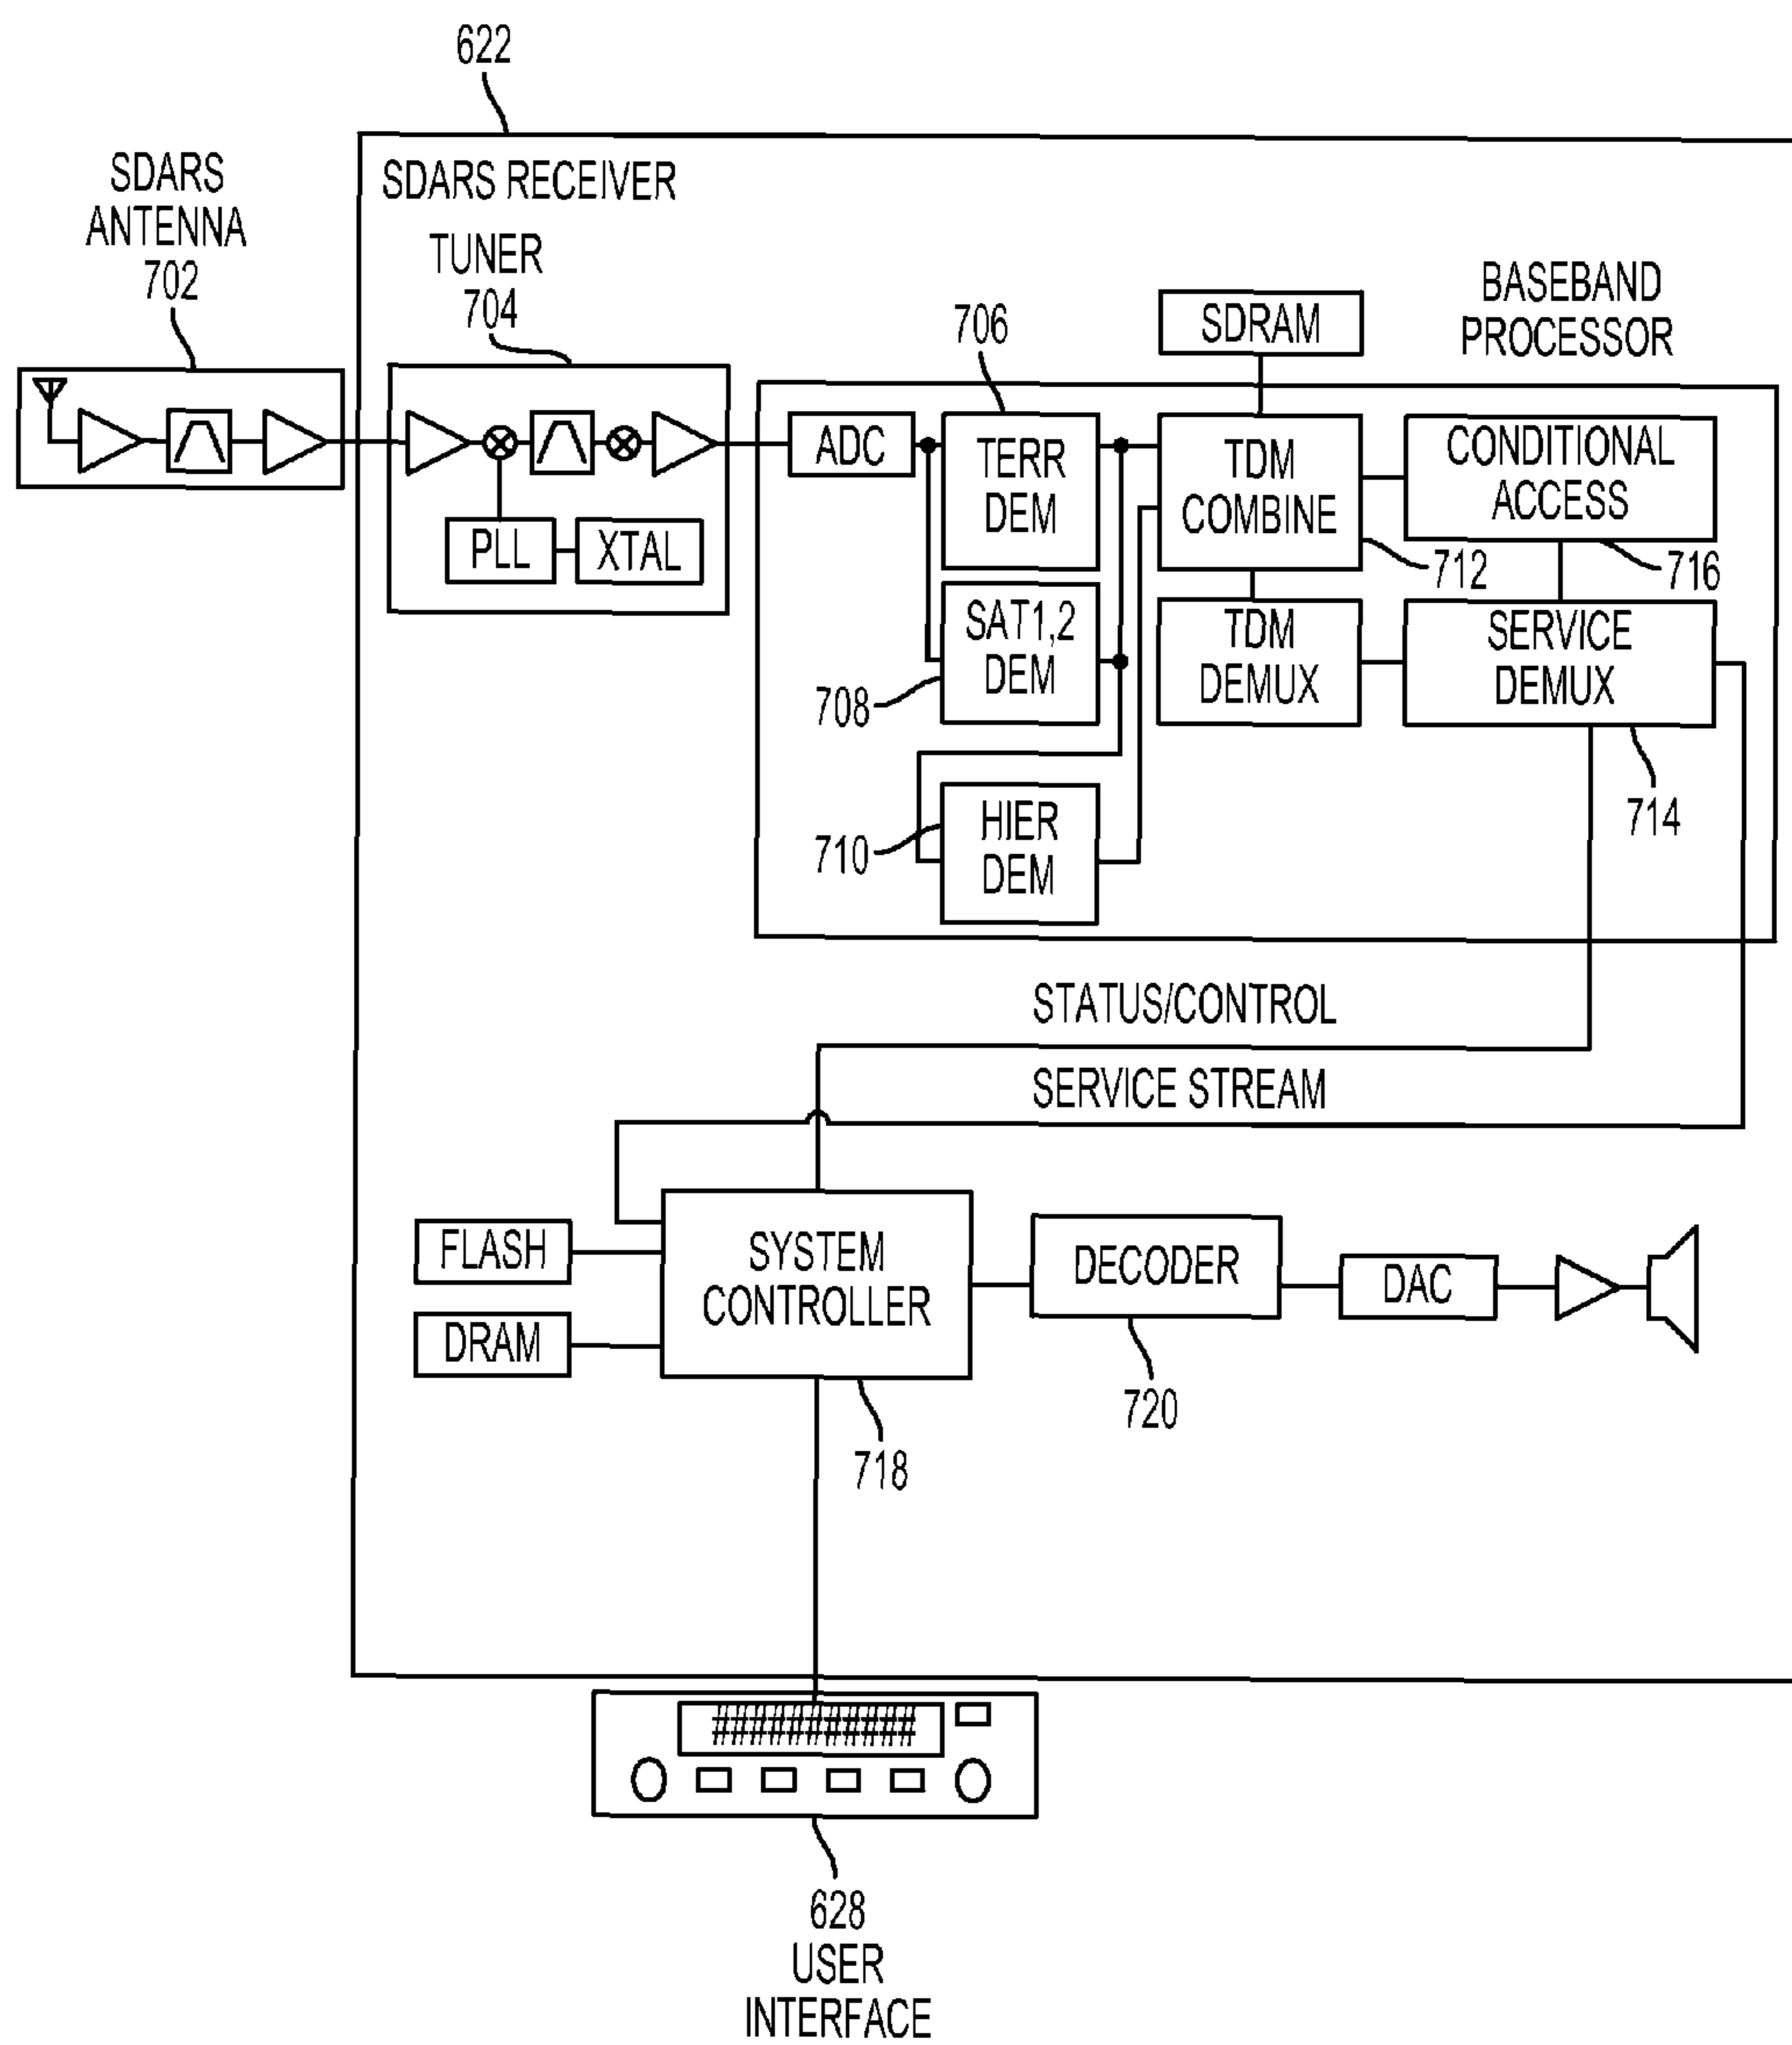 622
SDARS
ANTENNA
702
SDARS RECEIVER
TUNER
704
PLL
XTAL
BASEBAND
PROCESSOR
SDRAM
706
ADC
TERR
DEM
TDM
COMBINE
CONDITIONAL
ACCESS
712
716
SAT1,2
DEM
708
TDM
DEMUX
SERVICE
DEMUX
714
HIER
DEM
710
STATUS/CONTROL
SERVICE STREAM
FLASH
DRAM
SYSTEM
CONTROLLER
718
DECODER
720
DAC
###########
628
USER
INTERFACE